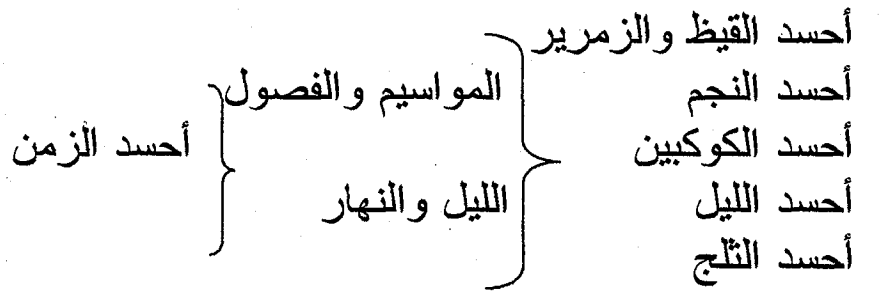 أحسد القيظ والزمرير
أحسد النجم
أحسد الكوكبين
أحسد الليل
أحسد الثلج
المواسيم والفصول
الليل والنهار
أحسد الزمن